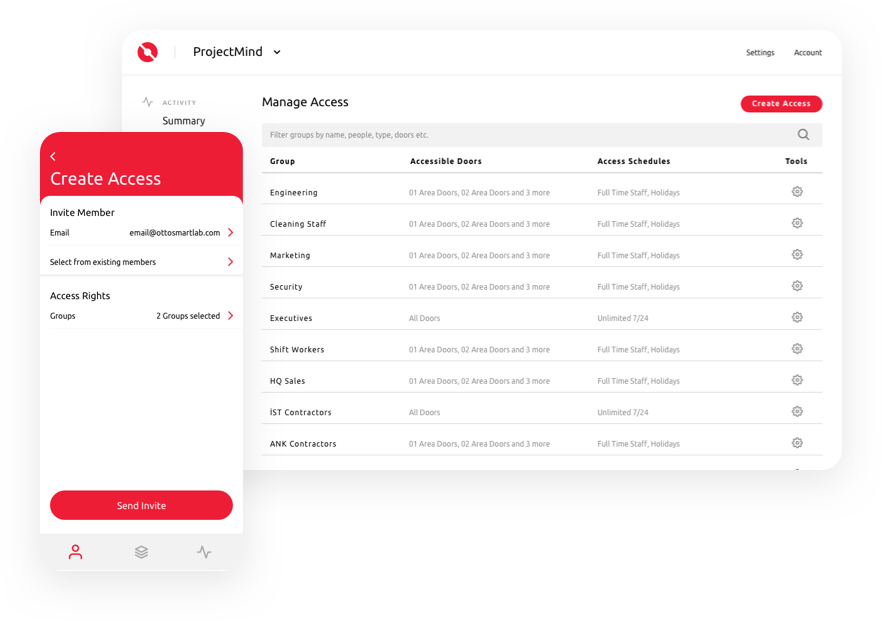 ProjectMind
Settings
Account
ACTIVITY
Summary
Manage Access
Create Access
Filter groups by name, people, type, doors etc.
Group Accessible Doors Access Schedules Tools
Engineering 01 Area Doors, 02 Area Doors and 3 more Full Time Staff, Holidays
Cleaning Staff 01 Area Doors, 02 Area Doors and 3 more Full Time Staff, Holidays
Marketing 01 Area Doors, 02 Area Doors and 3 more Full Time Staff, Holidays
Security 01 Area Doors, 02 Area Doors and 3 more Full Time Staff, Holidays
Executives All Doors Unlimited 7/24
Shift Workers 01 Area Doors, 02 Area Doors and 3 more Full Time Staff, Holidays
HQ Sales 01 Area Doors, 02 Area Doors and 3 more Full Time Staff, Holidays
İST Contractors All Doors Unlimited 7/24
ANK Contractors 01 Area Doors, 02 Area Doors and 3 more Full Time Staff, Holidays
Create Access
Invite Member
Email email@ottosmartlab.com
Select from existing members
Access Rights
Groups 2 Groups selected
Send Invite